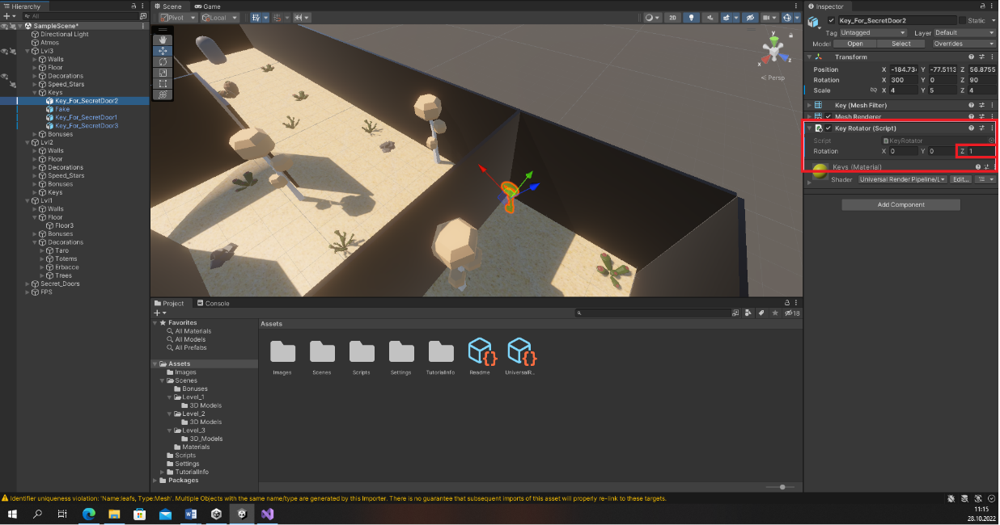 Hierarchy
All
SampleScene*
Directional Light
Atmos
Lvl3
Walls
Floor
Decorations
Speed_Stars
Keys
Key_For_SecretDoor2
Fake
Key_For_SecretDoor1
Key_For_SecretDoor3
Bonuses
Lvl2
Walls
Floor
Decorations
Speed_Stars
Bonuses
Keys
Lvl1
Walls
Floor
Floor3
Bonuses
Decorations
Taro
Totems
Erbacce
Trees
Secret_Doors
FPS
Scene Game
Pivot Local 2D
y
x
z
< Persp
Project Console
18
Favorites
All Materials
All Models
All Prefabs
Assets
Images
Scenes
Bonuses
Level_1
3D Models
Level_2
3D Models
Level_3
3D_Models
Materials
Scripts
Settings
TutorialInfo
Packages
Assets
Images Scenes Scripts Settings TutorialInfo Readme UniversalR...
Inspector
Key_For_SecretDoor2 Static
Tag Untagged Layer Default
Model Open Select Overrides
Transform
Position X -184.734 Y -77.5113 Z 56.8755
Rotation X 300 Y 0 Z 90
Scale X 4 Y 5 Z 4
Key (Mesh Filter)
Mesh Renderer
Key Rotator (Script)
Script KeyRotator
Rotation X 0 Y 0 Z 1
Keys (Material)
Shader Universal Render Pipeline/L Edit...
Add Component
Identifier uniqueness violation: 'Name:leafs, Type:Mesh'. Multiple Objects with the same name/type are generated by this Importer. There is no guarantee that subsequent imports of this asset will properly re-link to these targets.
11:15
28.10.2022